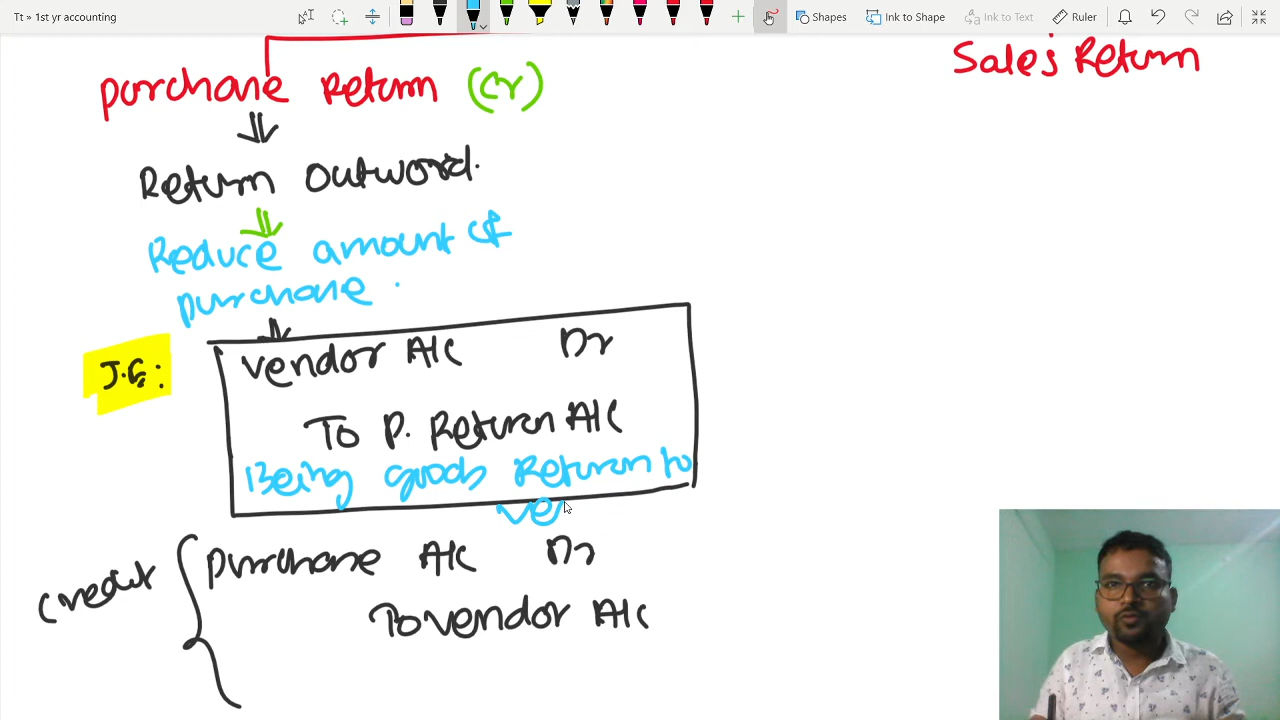 Tt » 1st yr accounting
Shapes
Ink to Shape
Ink to Text
Ruler
Purchase Return (Cr)
Sales Return
Return Outword.
Reduce amount of
purchase.
J.E:
Vendor A/C Dr
To P. Return A/C
Being goods Return to
ve
Credit
Purchase A/C Dr
To vendor A/C